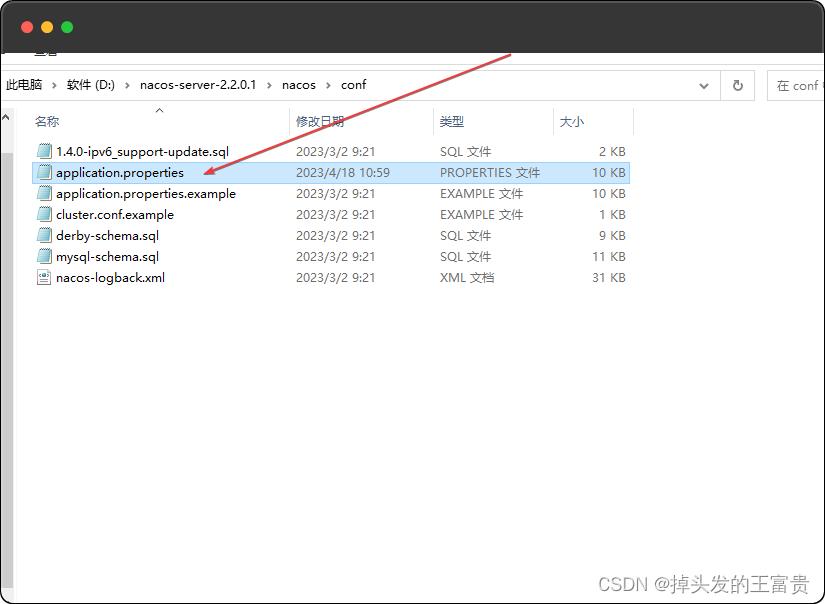 此电脑 > 软件 (D:) > nacos-server-2.2.0.1 > nacos > conf
在 conf
名称 修改日期 类型 大小
1.4.0-ipv6_support-update.sql 2023/3/2 9:21 SQL 文件 2 KB
application.properties 2023/4/18 10:59 PROPERTIES 文件 10 KB
application.properties.example 2023/3/2 9:21 EXAMPLE 文件 10 KB
cluster.conf.example 2023/3/2 9:21 EXAMPLE 文件 1 KB
derby-schema.sql 2023/3/2 9:21 SQL 文件 9 KB
mysql-schema.sql 2023/3/2 9:21 SQL 文件 11 KB
nacos-logback.xml 2023/3/2 9:21 XML 文档 31 KB
CSDN @掉头发的王富贵